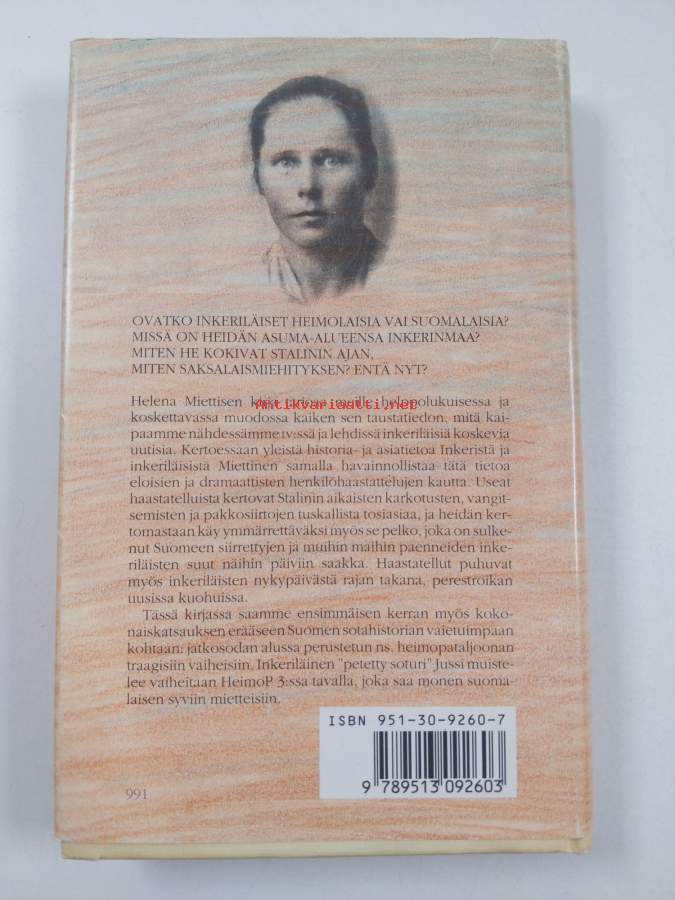 OVATKO INKERILÄISET HEIMOLAISIA VAI SUOMALAISIA?
MISSÄ ON HEIDÄN ASUMA-ALUEENSA INKERINMAA?
MITEN HE KOKIVAT STALININ AJAN,
MITEN SAKSALAISMIEHITYKSEN? ENTÄ NYT?
Helena Miettisen kirja tarjoaa meille helppolukuisessa ja
Antikvariaatti.net
koskettavassa muodossa kaiken sen taustatiedon, mitä kai-
paamme nähdessämme tv:ssä ja lehdissä inkeriläisiä koskevia
uutisia. Kertoessaan yleistä historia- ja asiatietoa Inkeristä ja
inkeriläisistä Miettinen samalla havainnollistaa tätä tietoa
eloisien ja dramaattisten henkilöhaastattelujen kautta. Useat
haastatelluista kertovat Stalinin aikaisten karkotusten, vangit-
semisten ja pakkosiirtojen tuskallista tosiasiaa, ja heidän ker-
tomastaan käy ymmärrettäväksi myös se pelko, joka on sulke-
nut Suomeen siirrettyjen ja muihin maihin paenneiden inke-
riläisten suut näihin päiviin saakka. Haastatellut puhuvat
myös inkeriläisten nykypäivästä rajan takana, perestroikan
uusissa kuohuissa.
Tässä kirjassa saamme ensimmäisen kerran myös koko-
naiskatsauksen erääseen Suomen sotahistorian vaietuimpaan
kohtaan: jatkosodan alussa perustetun ns. heimopataljoonan
traagisiin vaiheisiin. Inkeriläinen "petetty soturi" Jussi muiste-
lee vaiheitaan HeimoP 3:ssa tavalla, joka saa monen suoma-
laisen syviin mietteisiin.
ISBN 951-30-9260-7
9 789513 092603
991